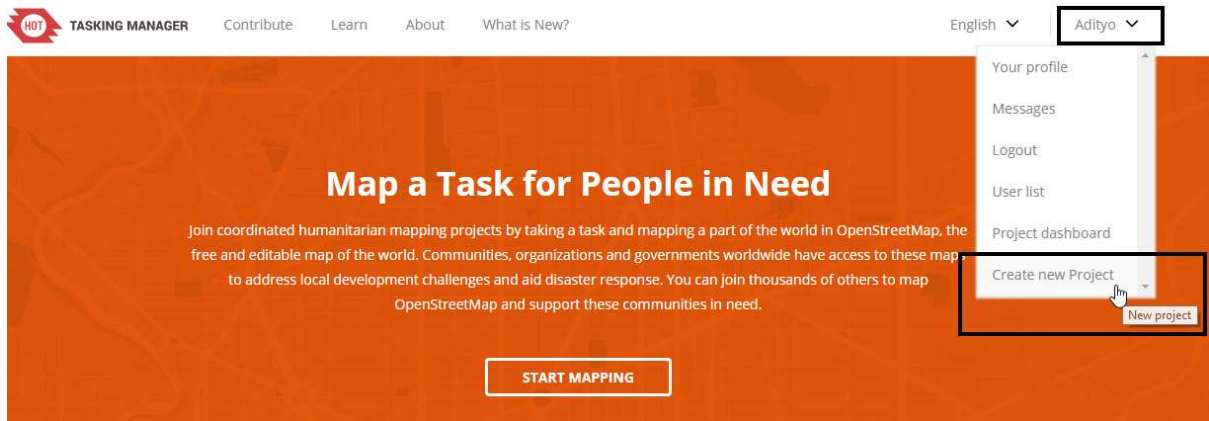 HOT TASKING MANAGER Contribute Learn About What is New? English Adityo
Your profile
Messages
Logout
User list
Project dashboard
Create new Project
New project
Map a Task for People in Need
Join coordinated humanitarian mapping projects by taking a task and mapping a part of the world in OpenStreetMap, the
free and editable map of the world. Communities, organizations and governments worldwide have access to these maps
to address local development challenges and aid disaster response. You can join thousands of others to map
OpenStreetMap and support these communities in need.
START MAPPING